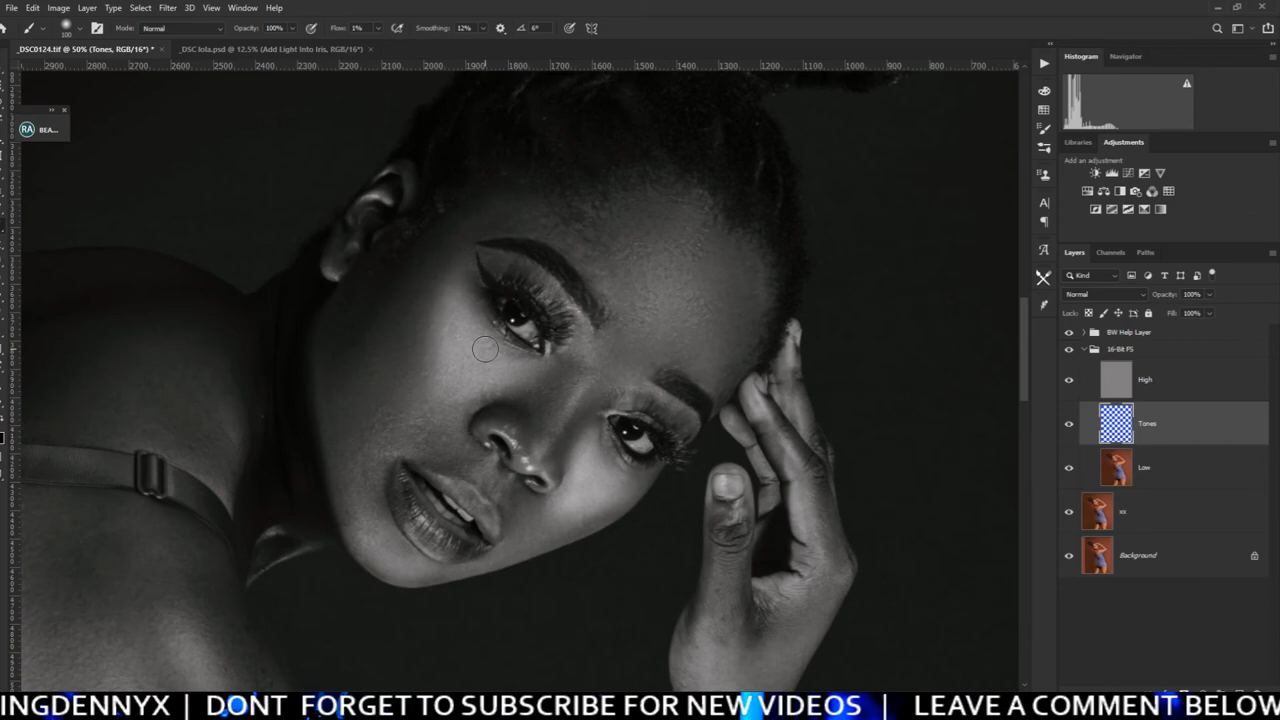 File Edit Image Layer Type Select Filter 3D View Window Help
Mode: Normal Opacity: 100% Flow: 1% Smoothing: 12% 6°
100
_DSC0124.tif @ 50% (Tones, RGB/16*) * × _DSC lola.psd @ 12.5% (Add Light Into Iris, RGB/16*) ×
2900 2800 2700 2600 2500 2400 2300 2200 2100 2000 1900 1800 1700 1600 1500 1400 1300 1200 1100 1000 900 800 700
RA BEA...
Histogram Navigator
Libraries Adjustments
Add an adjustment
Layers Channels Paths
Kind
Normal Opacity: 100%
Lock: Fill: 100%
BW Help Layer
16-Bit FS
High
Tones
Low
xx
Background
INGDENNYX | DONT FORGET TO SUBSCRIBE FOR NEW VIDEOS | LEAVE A COMMENT BELOW